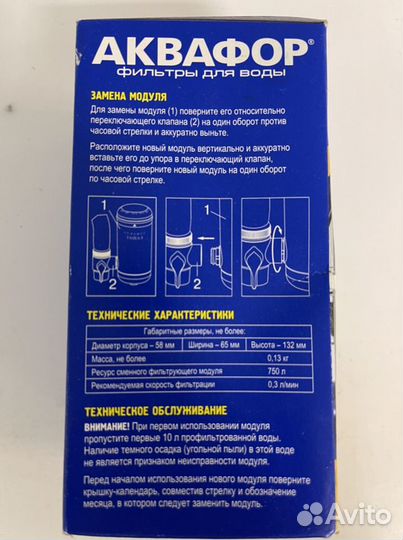 АКВАФОР®
фильтры для воды
ЗАМЕНА МОДУЛЯ
Для замены модуля (1) поверните его относительно
переключающего клапана (2) на один оборот против
часовой стрелки и аккуратно выньте.
Расположите новый модуль вертикально и аккуратно
вставьте его до упора в переключающий клапан,
после чего поверните новый модуль на один оборот
по часовой стрелке.
1
2
1
2
ТЕХНИЧЕСКИЕ ХАРАКТЕРИСТИКИ
Габаритные размеры, не более:
Диаметр корпуса – 58 мм Ширина – 65 мм Высота – 132 мм
Масса, не более 0,13 кг
Ресурс сменного фильтрующего модуля 750 л
Рекомендуемая скорость фильтрации 0,3 л/мин
ТЕХНИЧЕСКОЕ ОБСЛУЖИВАНИЕ
ВНИМАНИЕ! При первом использовании модуля
пропустите первые 10 л профильтрованной воды.
Наличие темного осадка (угольной пыли) в этой воде
не является признаком неисправности модуля.
Перед началом использования нового модуля поверните
крышку-календарь, совместив стрелку и обозначение
месяца, в котором следует заменить модуль.
Avito